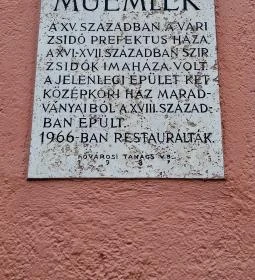 MŰEMLÉK
A XV. SZÁZADBAN A VÁRI
ZSIDÓ PREFEKTUS HÁZA,
A XVI-XVII. SZÁZADBAN SZÍR
ZSIDÓK IMAHÁZA VOLT.
A JELENLEGI ÉPÜLET KÉT
KÖZÉPKORI HÁZ MARAD-
VÁNYAIBÓL A XVIII. SZÁZAD-
BAN ÉPÜLT.
1966-BAN RESTAURÁLTÁK.
FŐVÁROSI TANÁCS V.B.